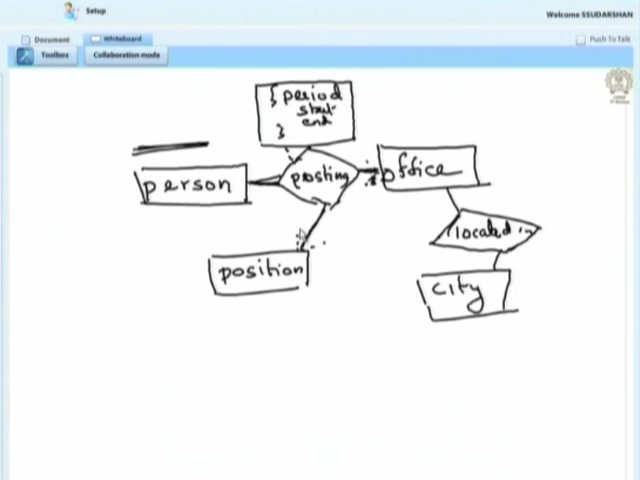 Setup
Welcome SSUDARSHAN
Document
Whiteboard
Push To Talk
Toolbox
Collaboration mode
{ period
start
end
}
person
posting
office
located in
position
city